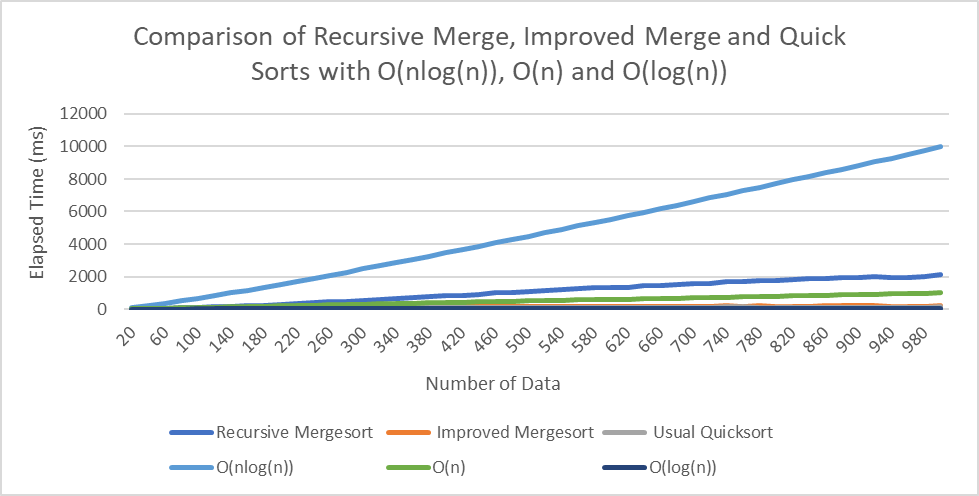 Comparison of Recursive Merge, Improved Merge and Quick
Sorts with O(nlog(n)), O(n) and O(log(n))
Elapsed Time (ms)
12000
10000
8000
6000
4000
2000
0
20 60 100 140 180 220 260 300 340 380 420 460 500 540 580 620 660 700 740 780 820 860 900 940 980
Number of Data
Recursive Mergesort Improved Mergesort Usual Quicksort
O(nlog(n)) O(n) O(log(n))